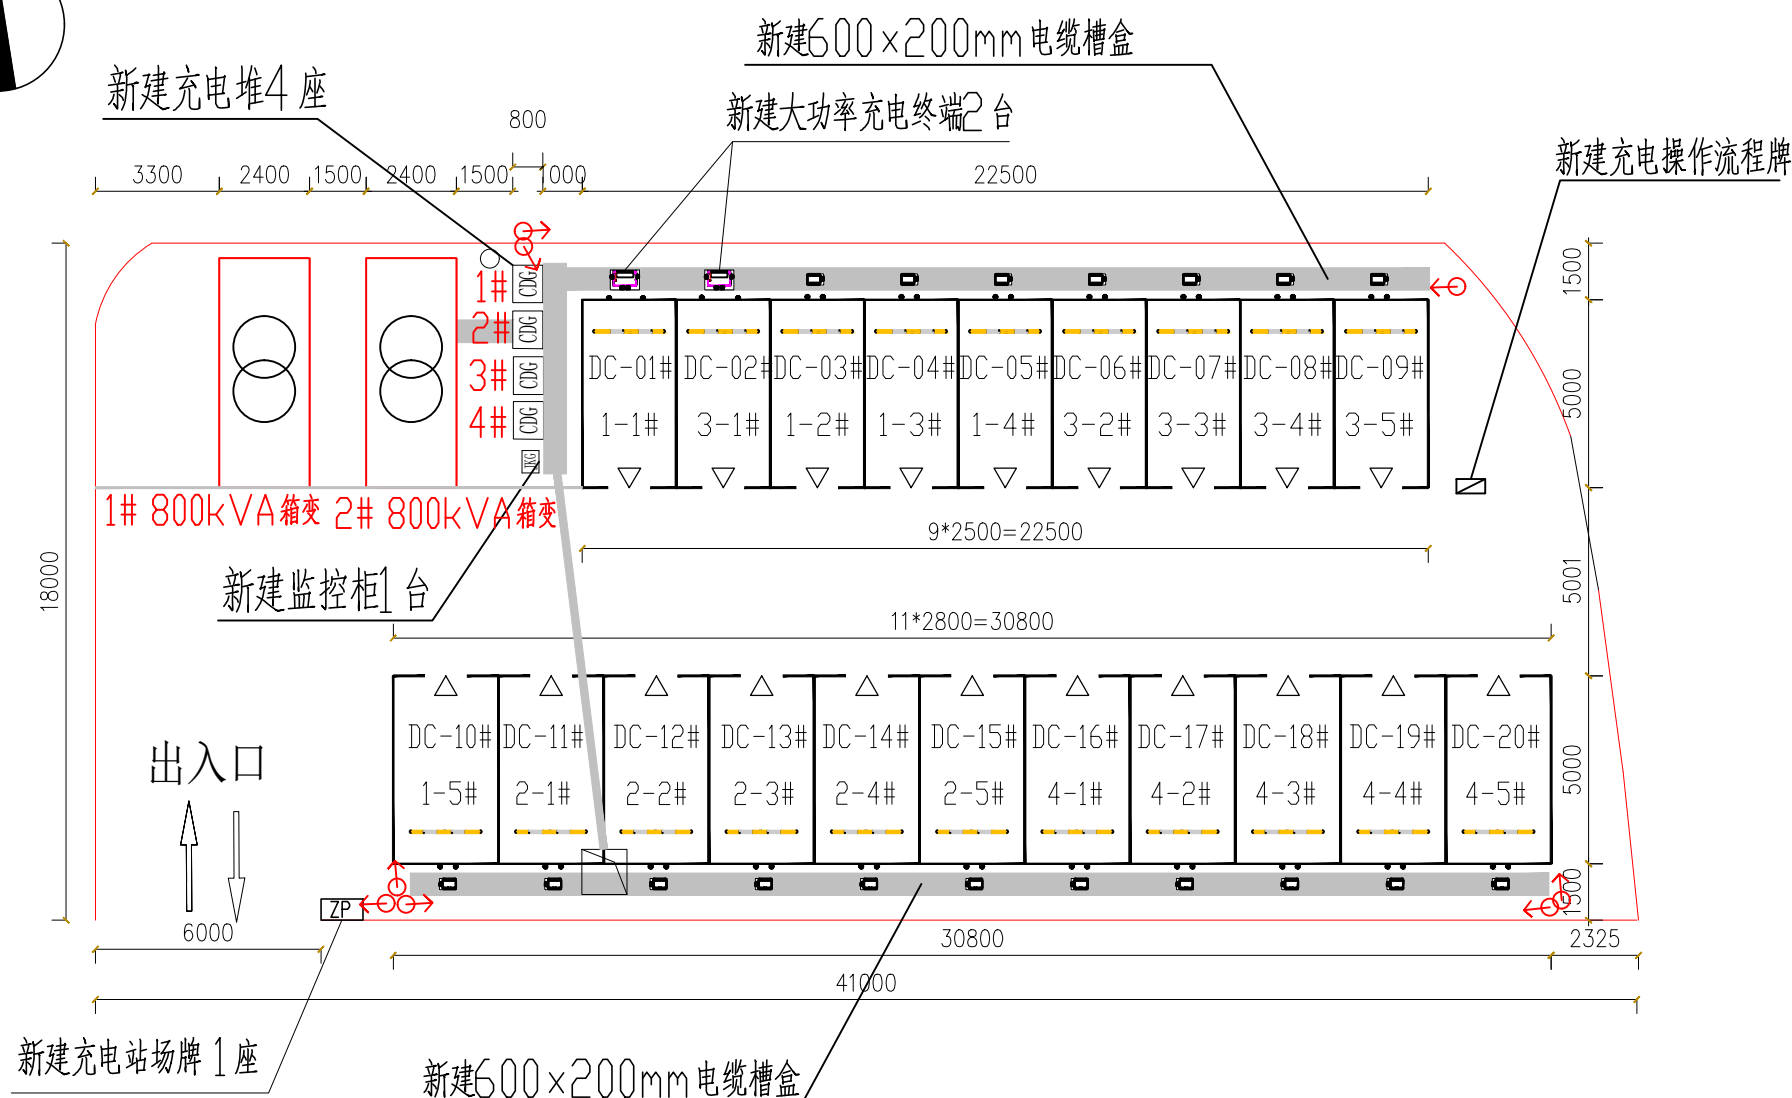 新建600×200mm电缆槽盒
新建充电堆4座
新建大功率充电终端2台
新建充电操作流程牌
800
3300 2400 1500 2400 1500 1000 22500
1#
2#
3#
4#
CDG
CDG
CDG
CDG
JKG
DC-01# DC-02# DC-03# DC-04# DC-05# DC-06# DC-07# DC-08# DC-09#
1-1# 3-1# 1-2# 1-3# 1-4# 3-2# 3-3# 3-4# 3-5#
1500
5000
5001
5000
1500
18000
1# 800kVA箱变 2# 800kVA箱变
9*2500=22500
新建监控柜1台
11*2800=30800
DC-10# DC-11# DC-12# DC-13# DC-14# DC-15# DC-16# DC-17# DC-18# DC-19# DC-20#
1-5# 2-1# 2-2# 2-3# 2-4# 2-5# 4-1# 4-2# 4-3# 4-4# 4-5#
出入口
ZP
6000 30800 2325
41000
新建充电站场牌1座
新建600×200mm电缆槽盒